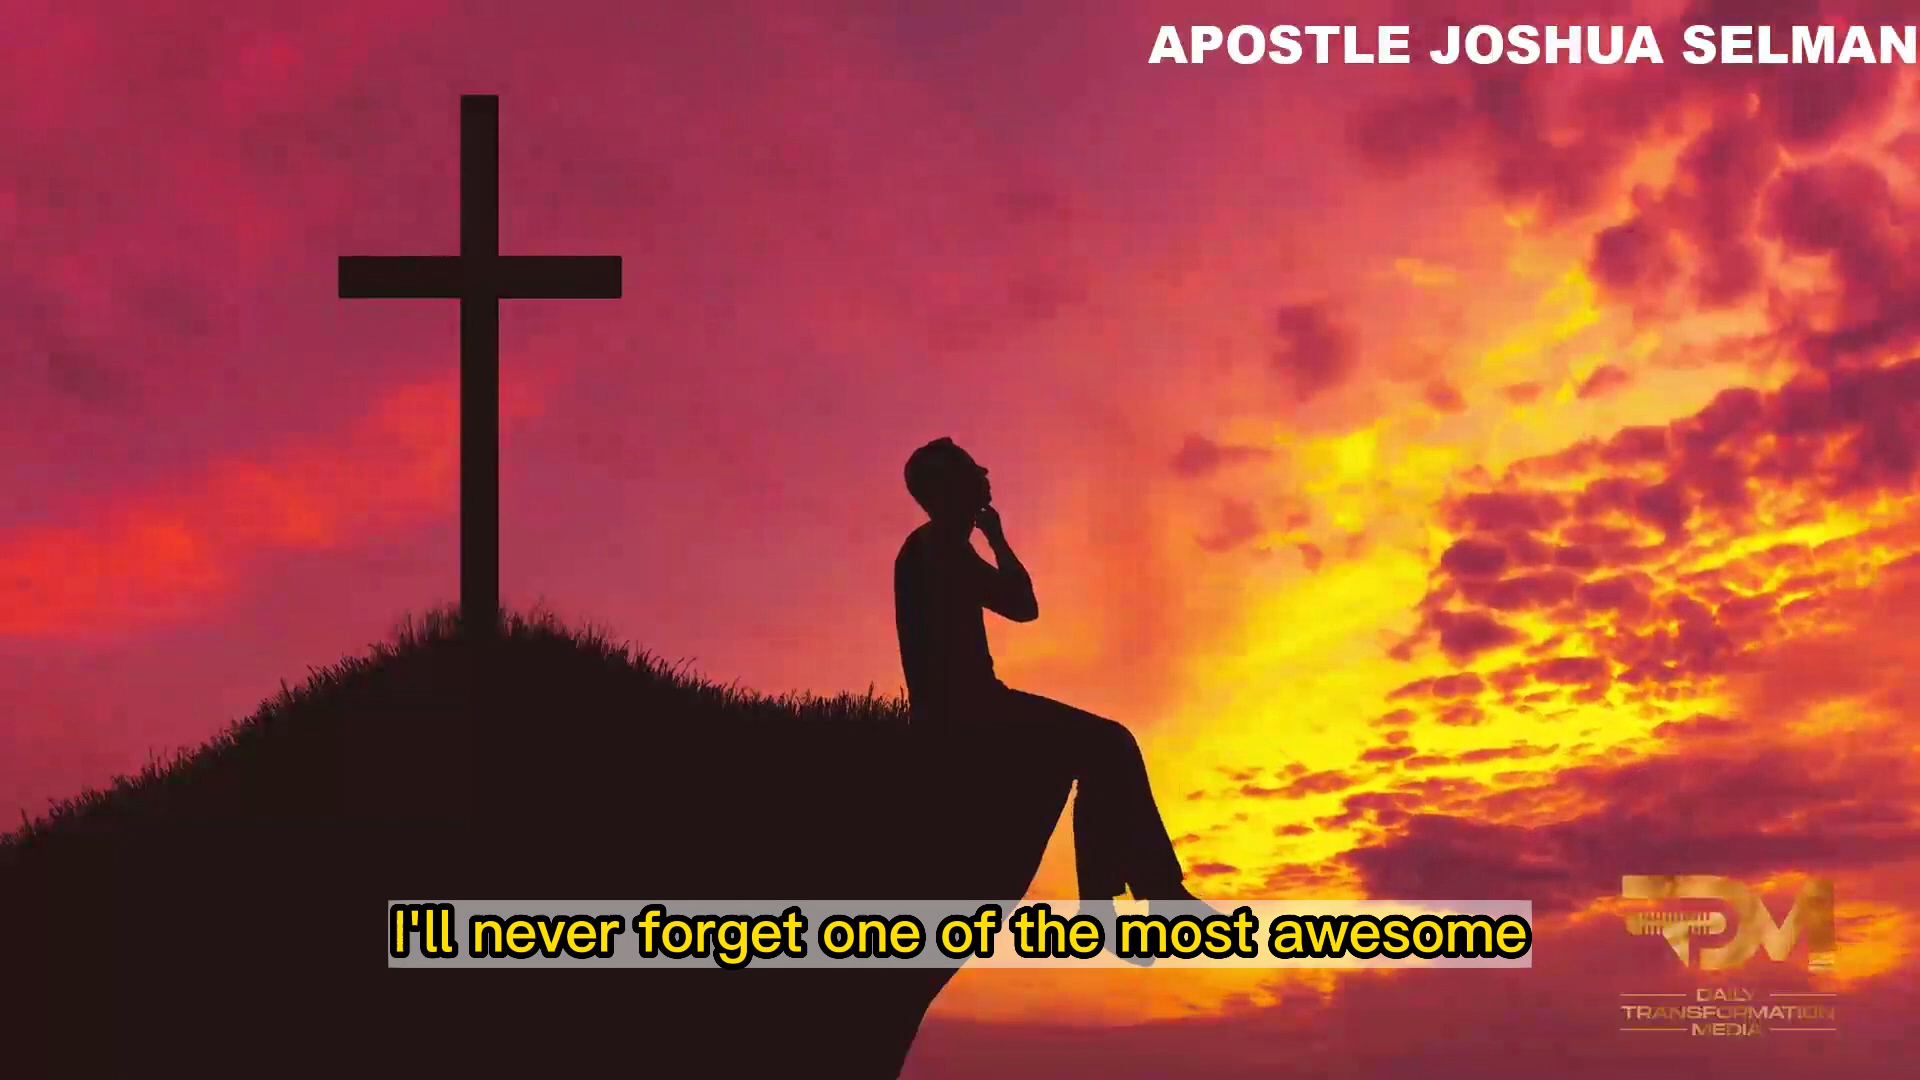 APOSTLE JOSHUA SELMAN
I'll never forget one of the most awesome
DAILY
TRANSFORMATION
MEDIA